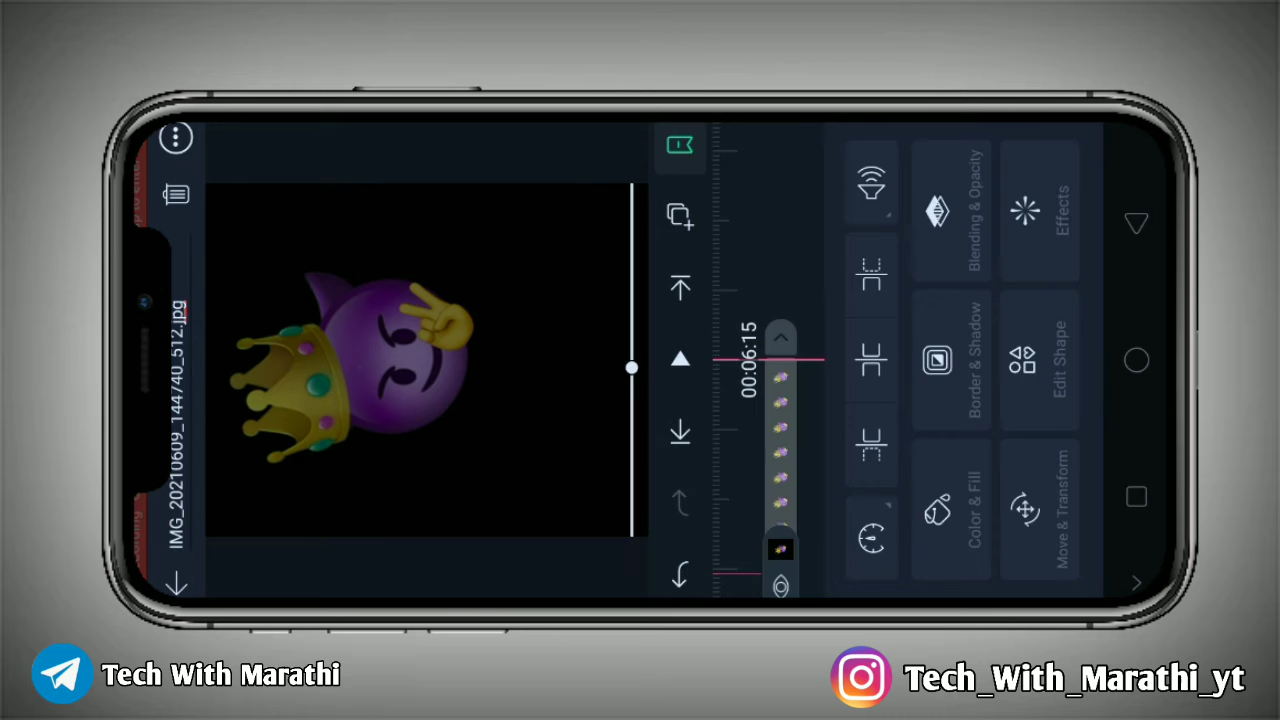 IMG_20210609_144740_512.jpg
00:06:15
Blending & Opacity
Effects
Border & Shadow
Edit Shape
Color & Fill
Move & Transform
Tech With Marathi
Tech_With_Marathi_yt